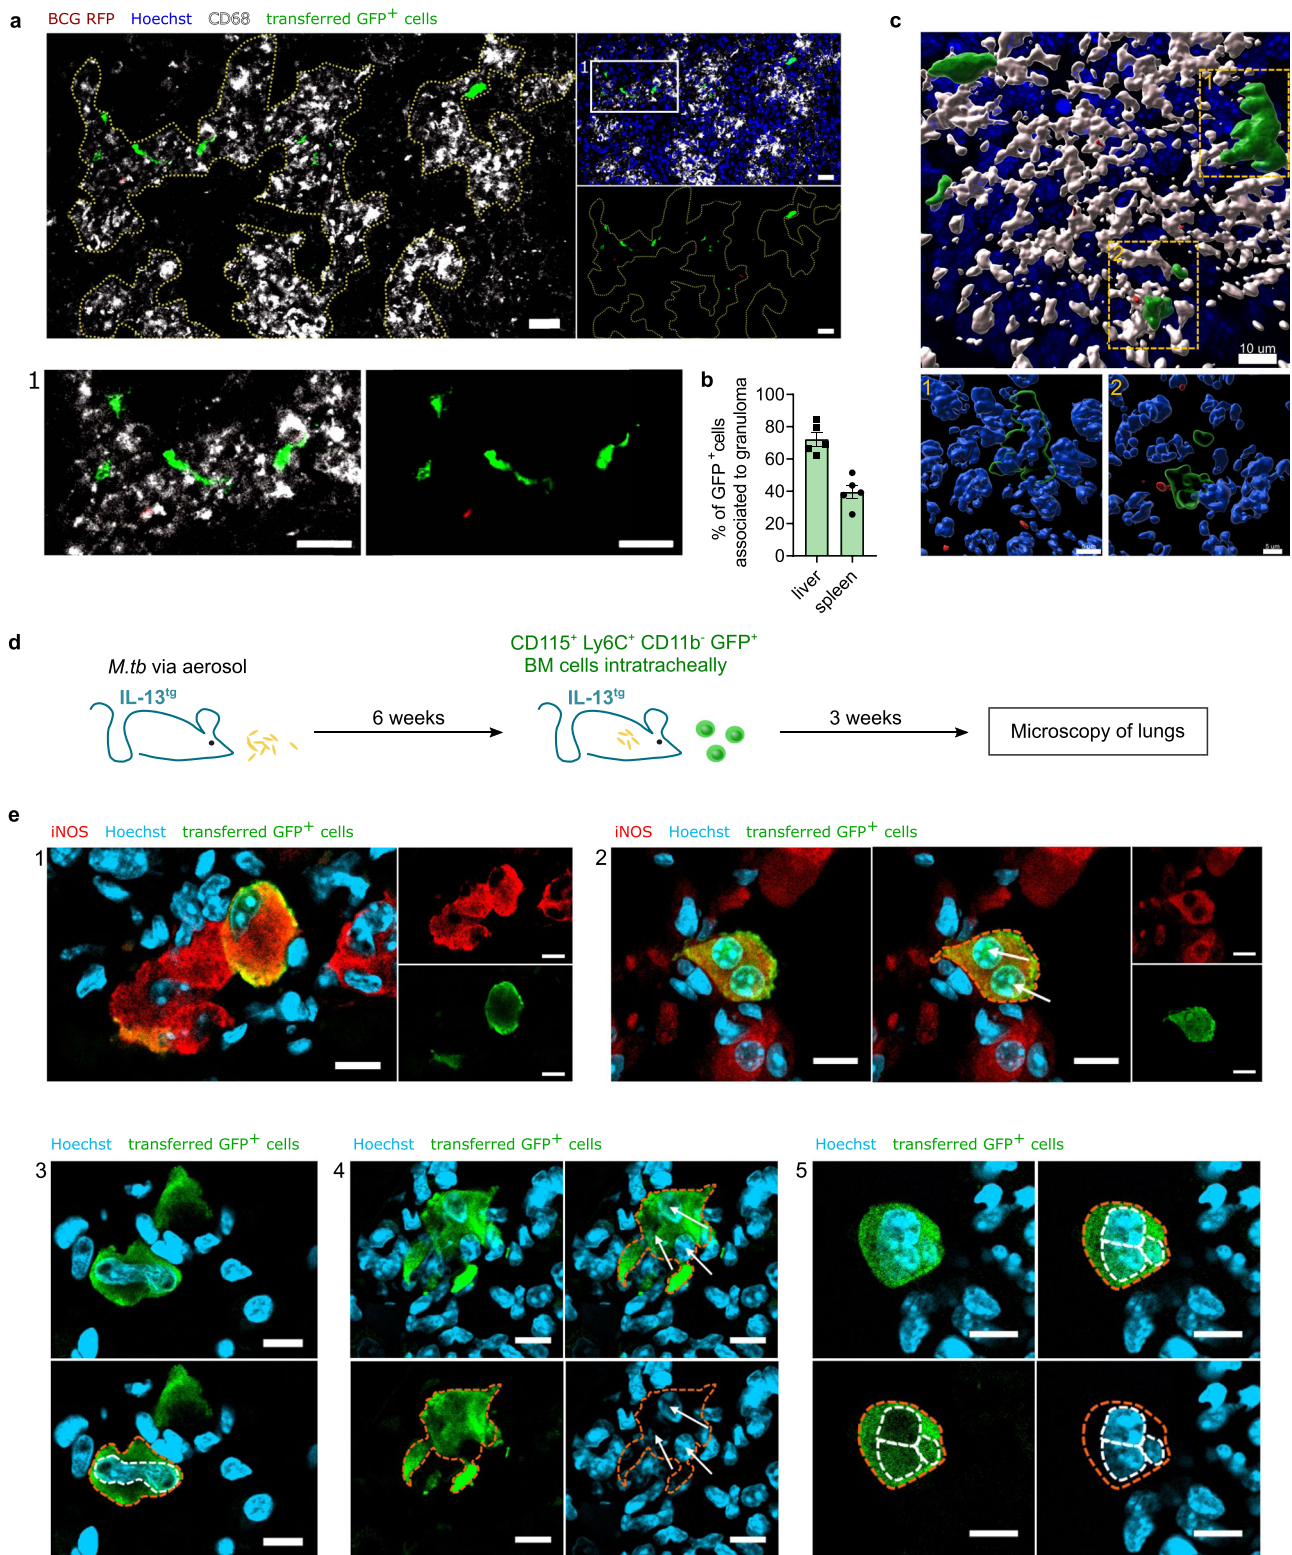 a
BCG RFP Hoechst CD68 transferred GFP+ cells
1
1
b
% of GFP+ cells
associated to granuloma
100
80
60
40
20
0
liver
spleen
c
1
2
10 um
1
2
5 um
d
M.tb via aerosol
IL-13tg
6 weeks
CD115+ Ly6C+ CD11b- GFP+
BM cells intratracheally
IL-13tg
3 weeks
Microscopy of lungs
e
iNOS Hoechst transferred GFP+ cells
1
iNOS Hoechst transferred GFP+ cells
2
Hoechst transferred GFP+ cells
3
Hoechst transferred GFP+ cells
4
Hoechst transferred GFP+ cells
5